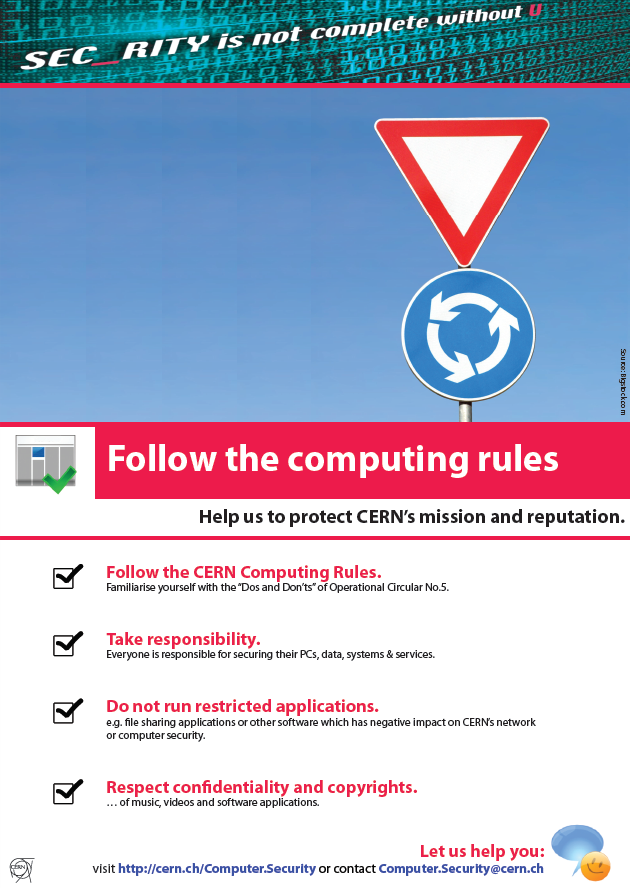 SEC_RITY is not complete without U
Source: Bigstock.com
Follow the computing rules
Help us to protect CERN's mission and reputation.
Follow the CERN Computing Rules.
Familiarise yourself with the “Dos and Don'ts” of Operational Circular No.5.
Take responsibility.
Everyone is responsible for securing their PCs, data, systems & services.
Do not run restricted applications.
e.g. file sharing applications or other software which has negative impact on CERN's network
or computer security.
Respect confidentiality and copyrights.
… of music, videos and software applications.
Let us help you:
visit http://cern.ch/Computer.Security or contact Computer.Security@cern.ch
CERN